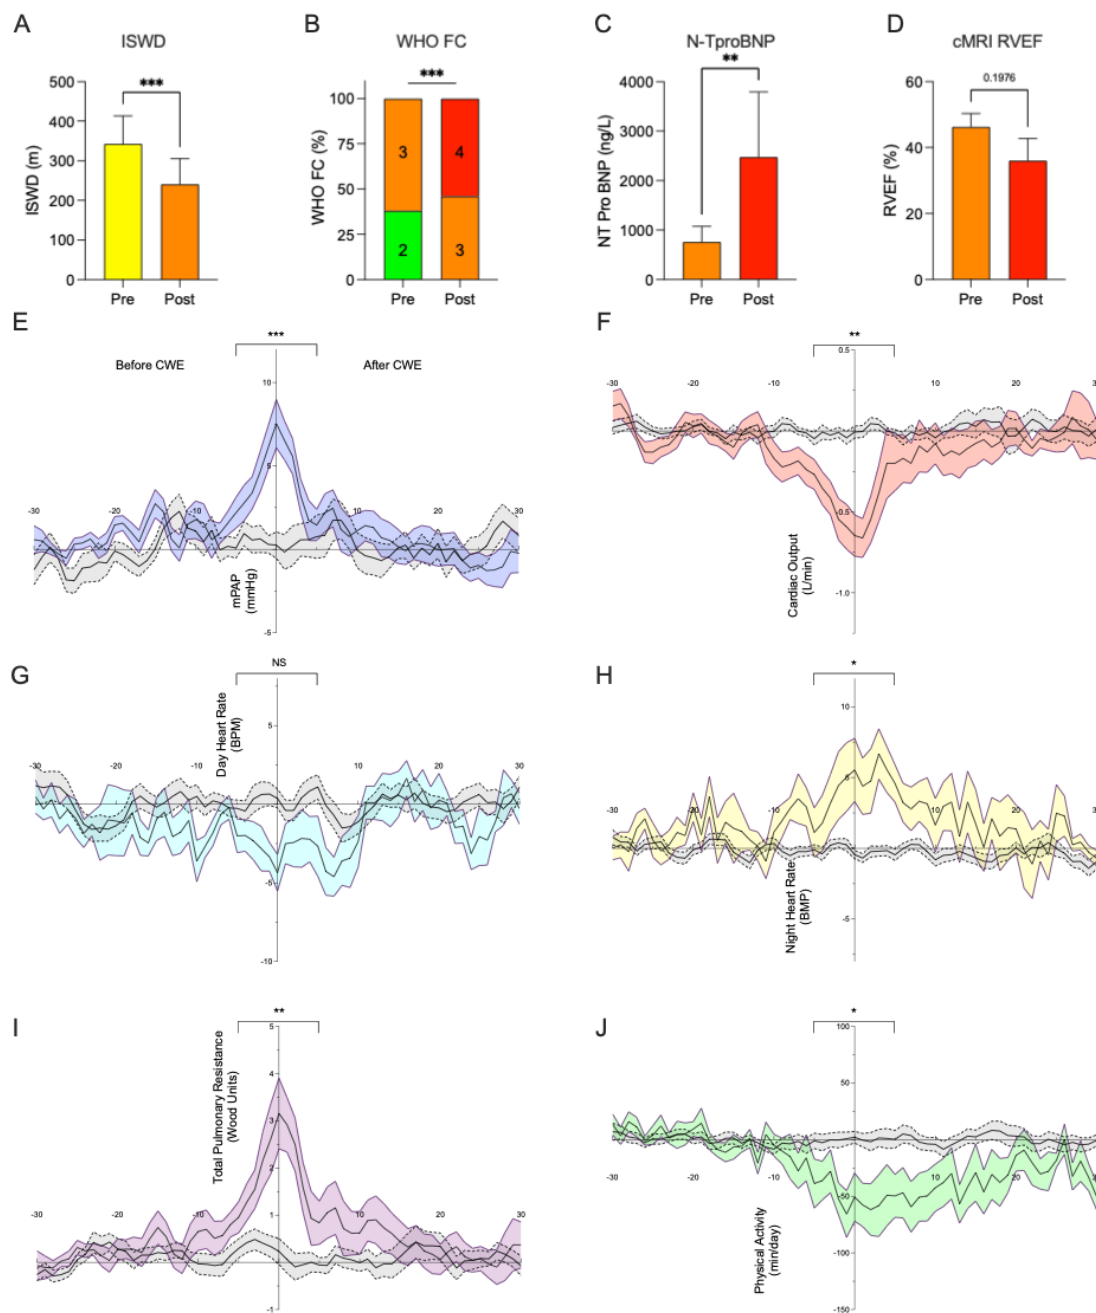 A
ISWD
500
400
300
200
100
0
ISWD (m)
***
Pre
Post
B
WHO FC
***
100
75
50
25
0
WHO FC (%)
3
2
4
3
Pre
Post
C
N-TproBNP
**
4000
3000
2000
1000
0
NT Pro BNP (ng/L)
Pre
Post
D
cMRI RVEF
0.1976
60
40
20
0
RVEF (%)
Pre
Post
E
***
Before CWE
After CWE
10
5
-5
-30
-20
-10
10
20
30
mPAP
(mmHg)
F
**
0.5
-0.5
-1.0
-30
-20
-10
10
20
30
Cardiac Output
(L/min)
G
NS
5
-5
-10
-30
-20
-10
10
20
30
Day Heart Rate
(BPM)
H
*
10
5
-5
-30
-20
-10
10
20
30
Night Heart Rate
(BMP)
I
**
5
4
3
2
1
-1
-30
-20
-10
10
20
30
Total Pulmonary Resistance
(Wood Units)
J
*
100
50
-50
-100
-150
-30
-20
-10
10
20
30
Physical Activity
(min/day)